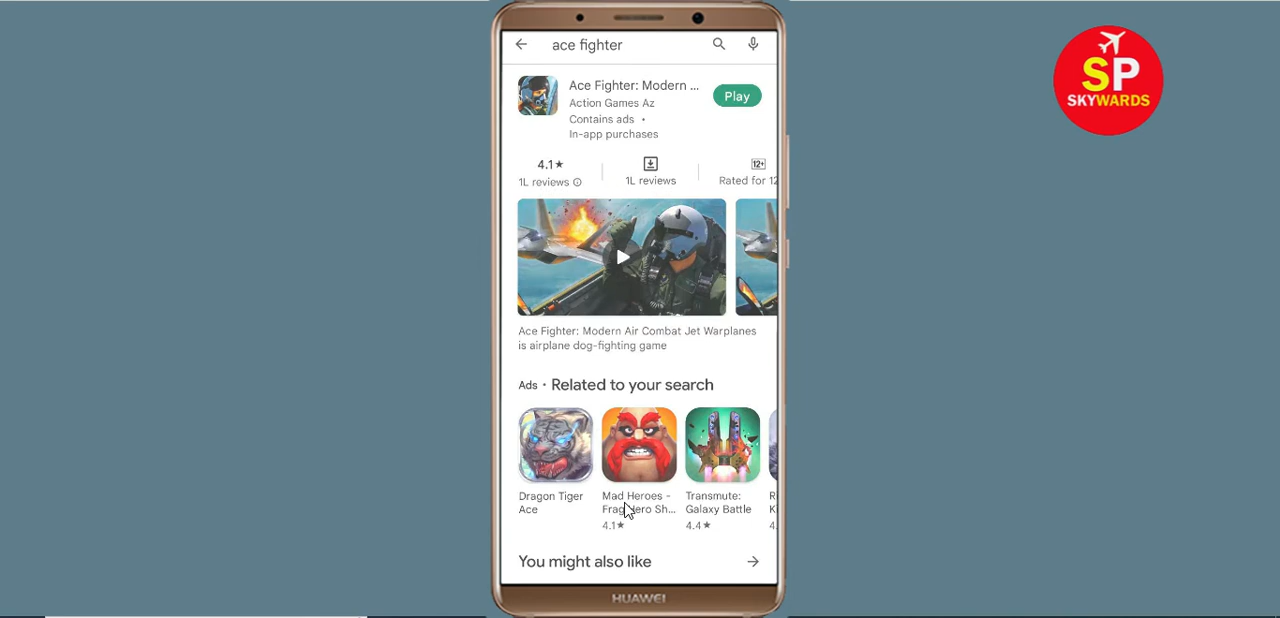 ace fighter
SP
SKYWARDS
Ace Fighter: Modern ...
Action Games Az
Contains ads •
In-app purchases
Play
4.1★
1L reviews
1L reviews
12+
Rated for 12
Ace Fighter: Modern Air Combat Jet Warplanes
is airplane dog-fighting game
Ads • Related to your search
Dragon Tiger
Ace
Mad Heroes -
Frag Hero Sh...
4.1★
Transmute:
Galaxy Battle
4.4★
R
K
4.
You might also like
HUAWEI